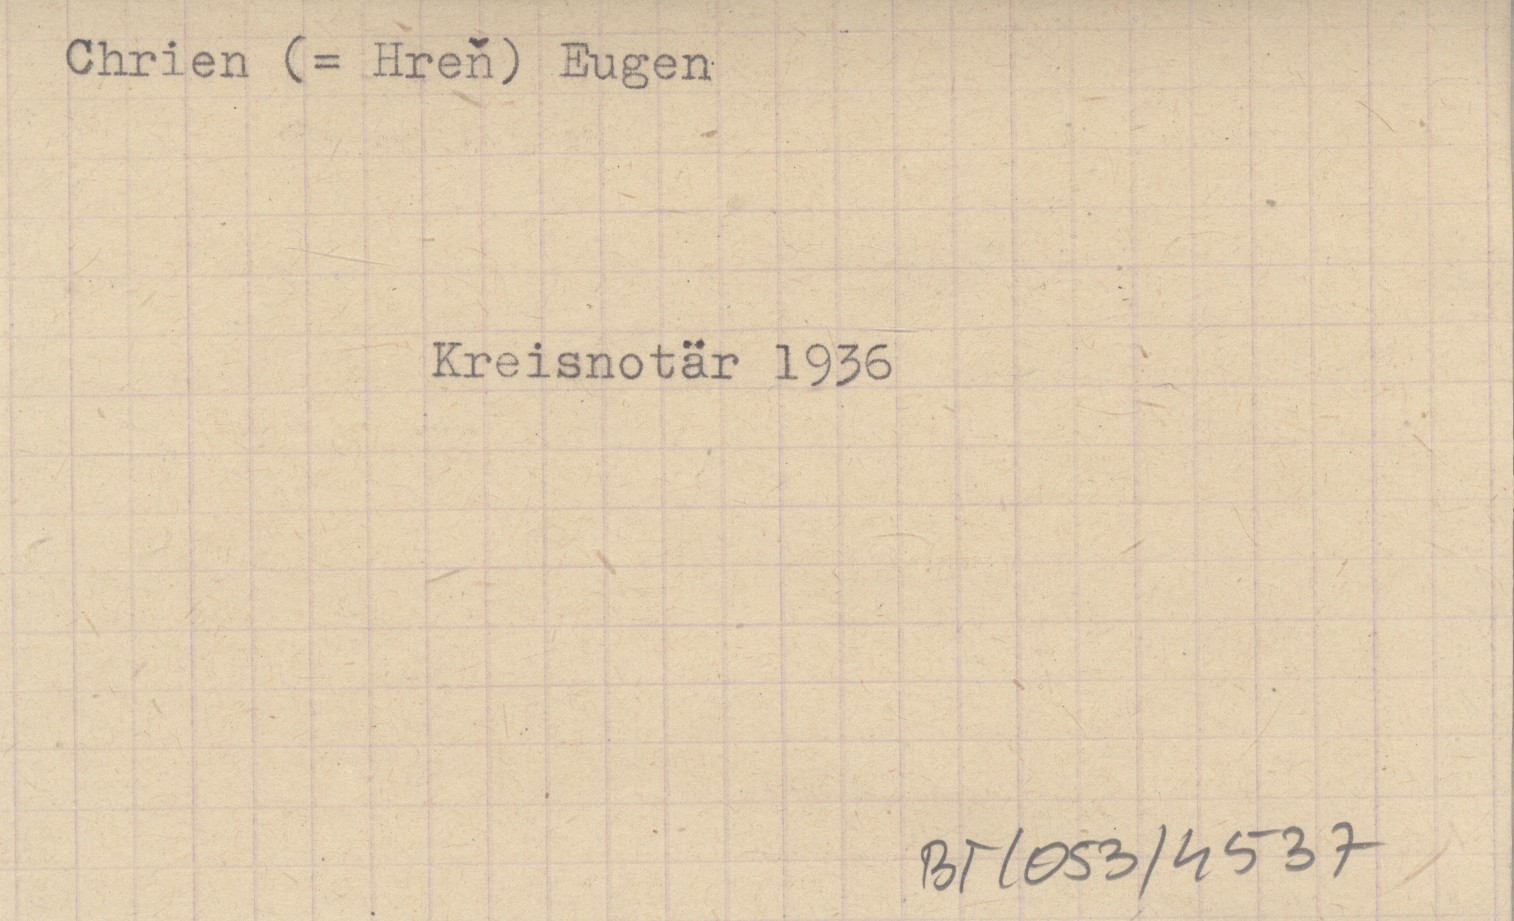 Chrien (= Hreň) Eugen
Kreisnotär 1936
BT/053/4537